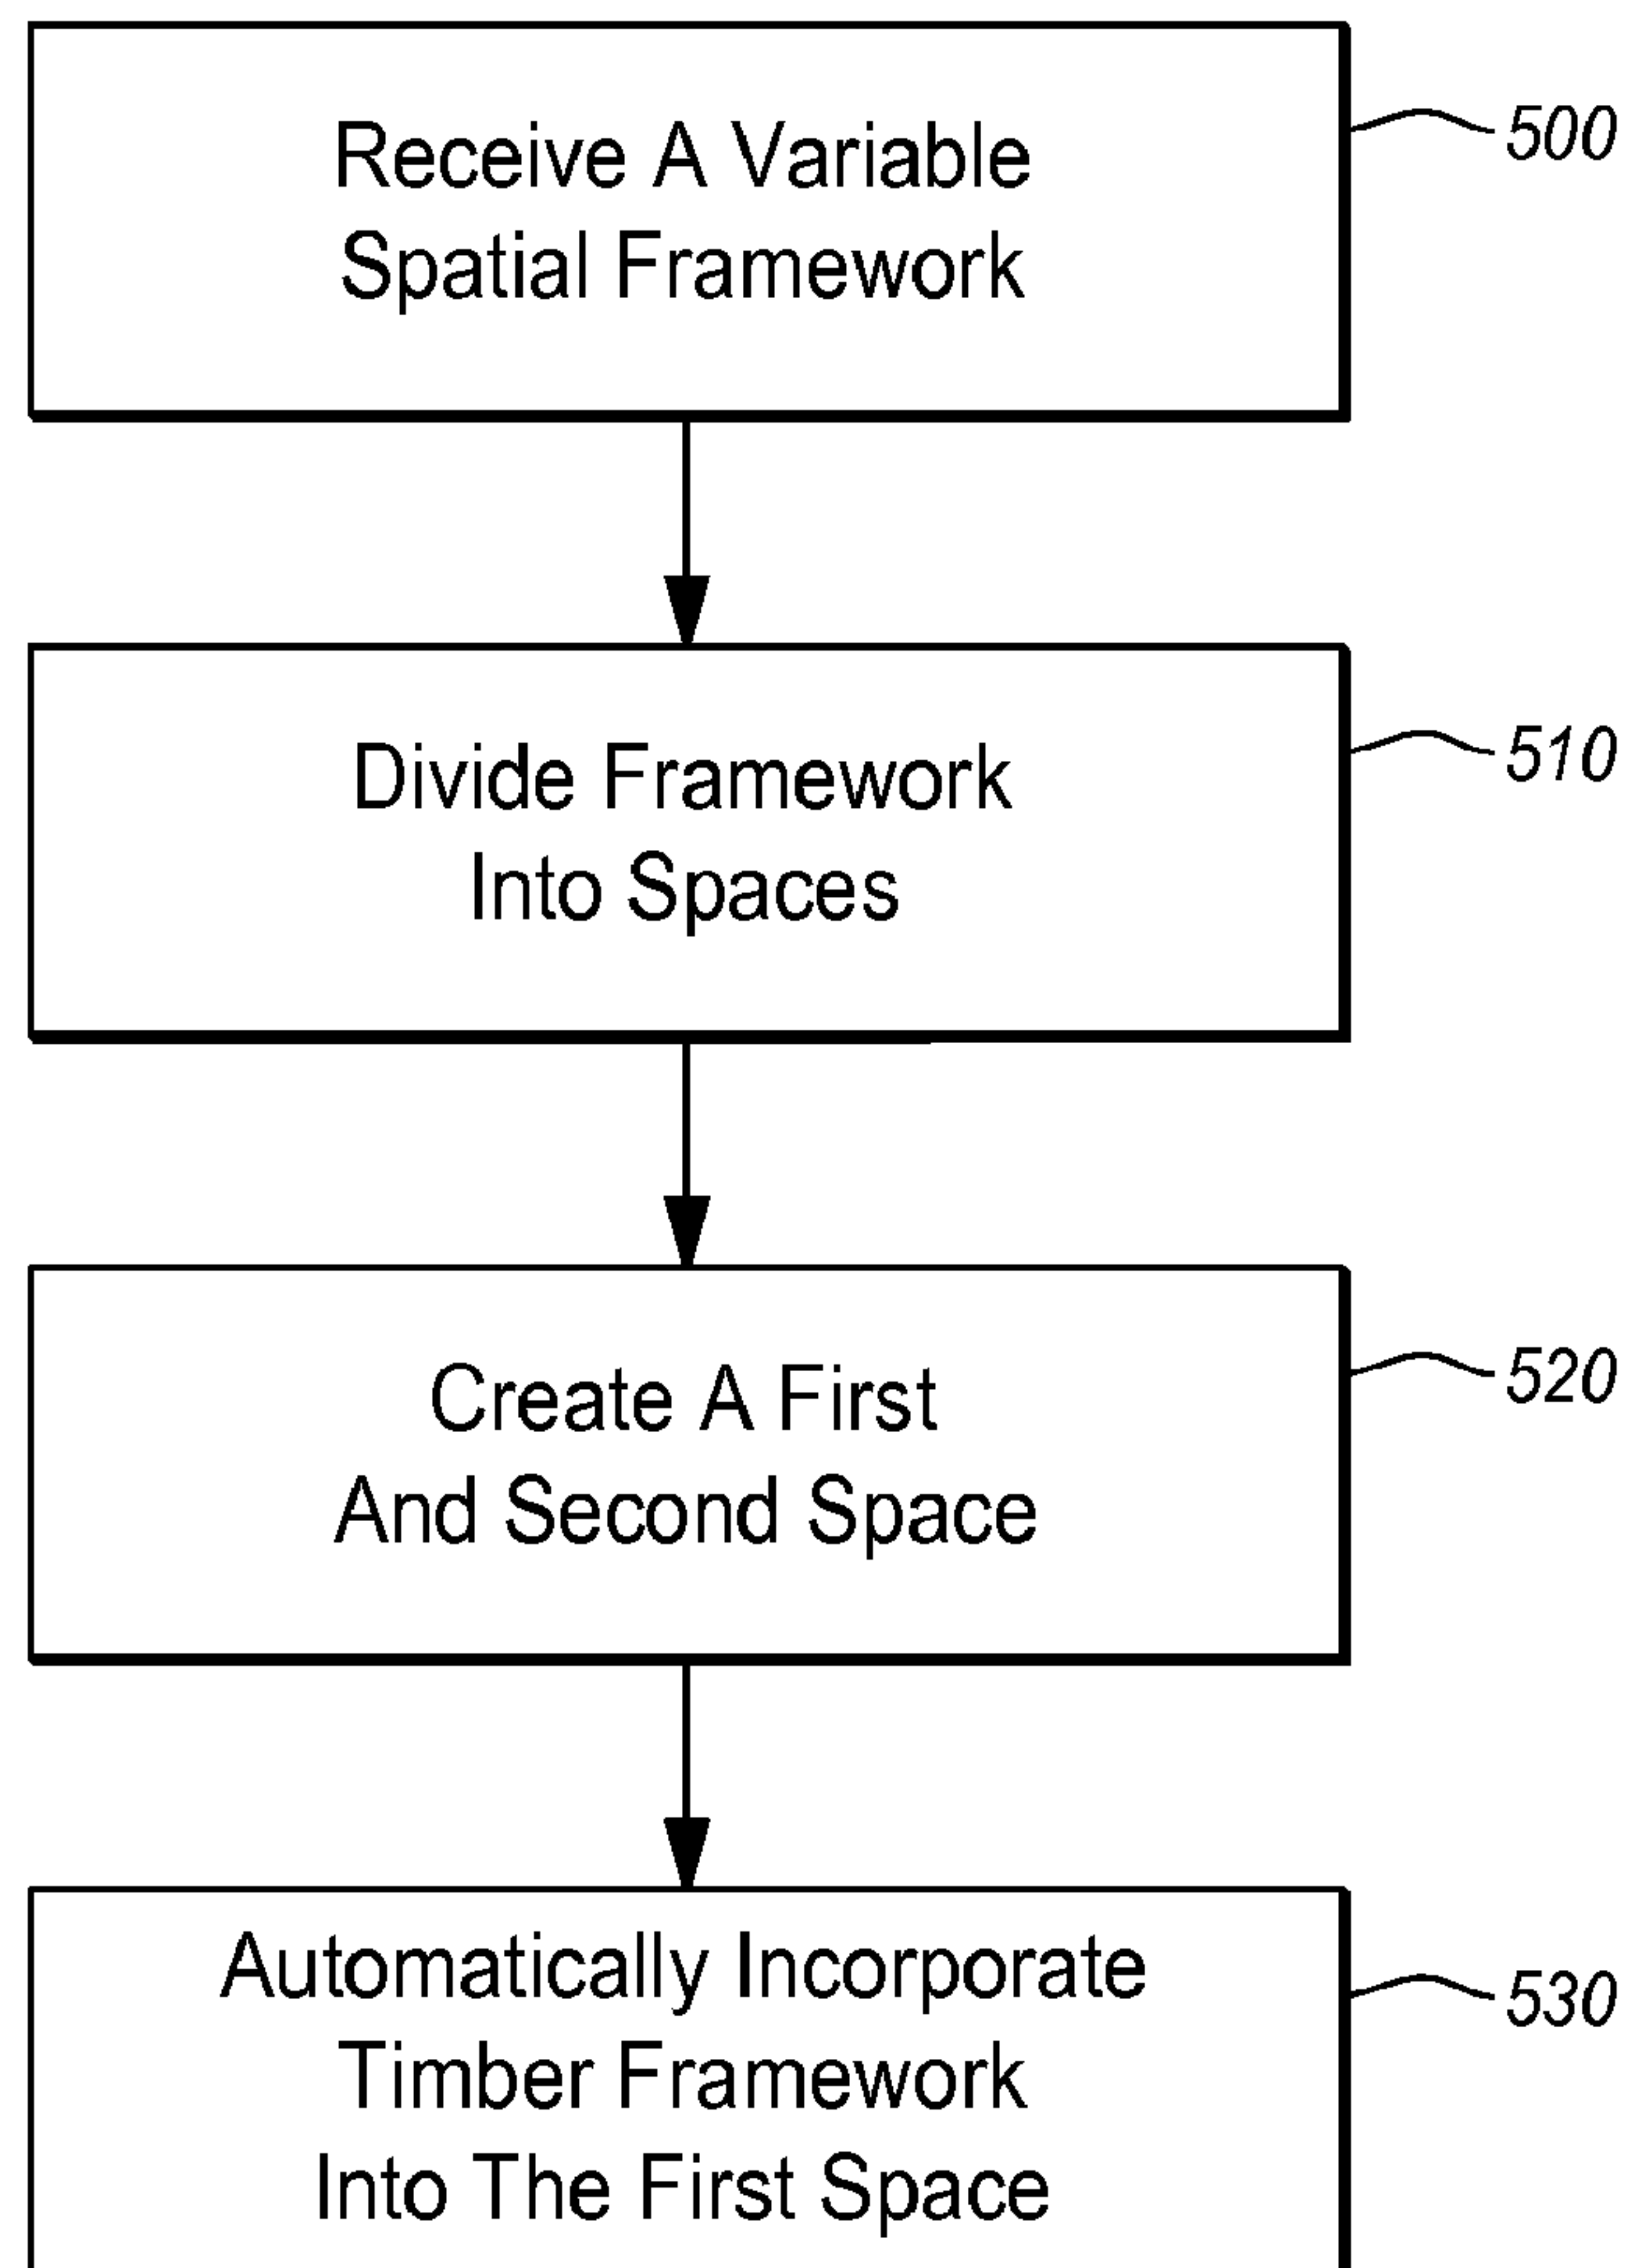 Receive A Variable
Spatial Framework
500
Divide Framework
Into Spaces
510
Create A First
And Second Space
520
Automatically Incorporate
Timber Framework
Into The First Space
530